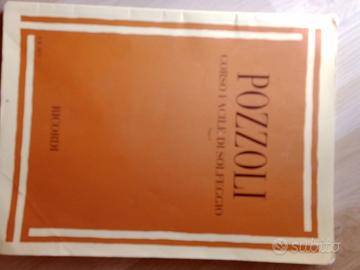 POZZOLI
CORSO FACILE DI SOLFEGGIO
RICORDI
subito